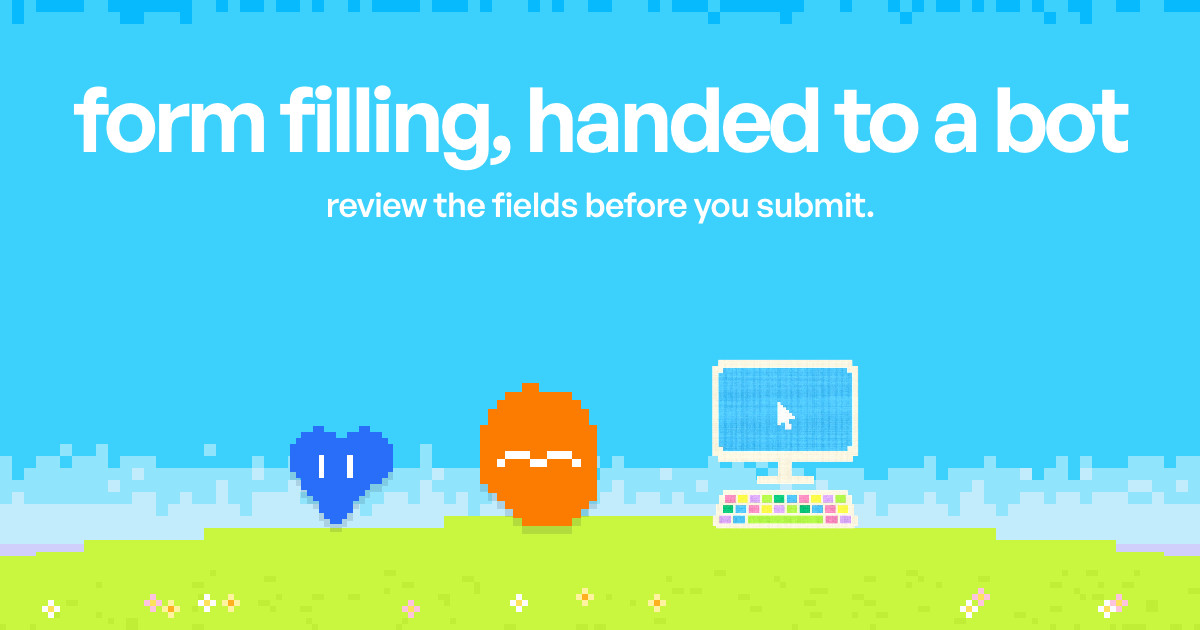 form filling, handed to a bot
review the fields before you submit.